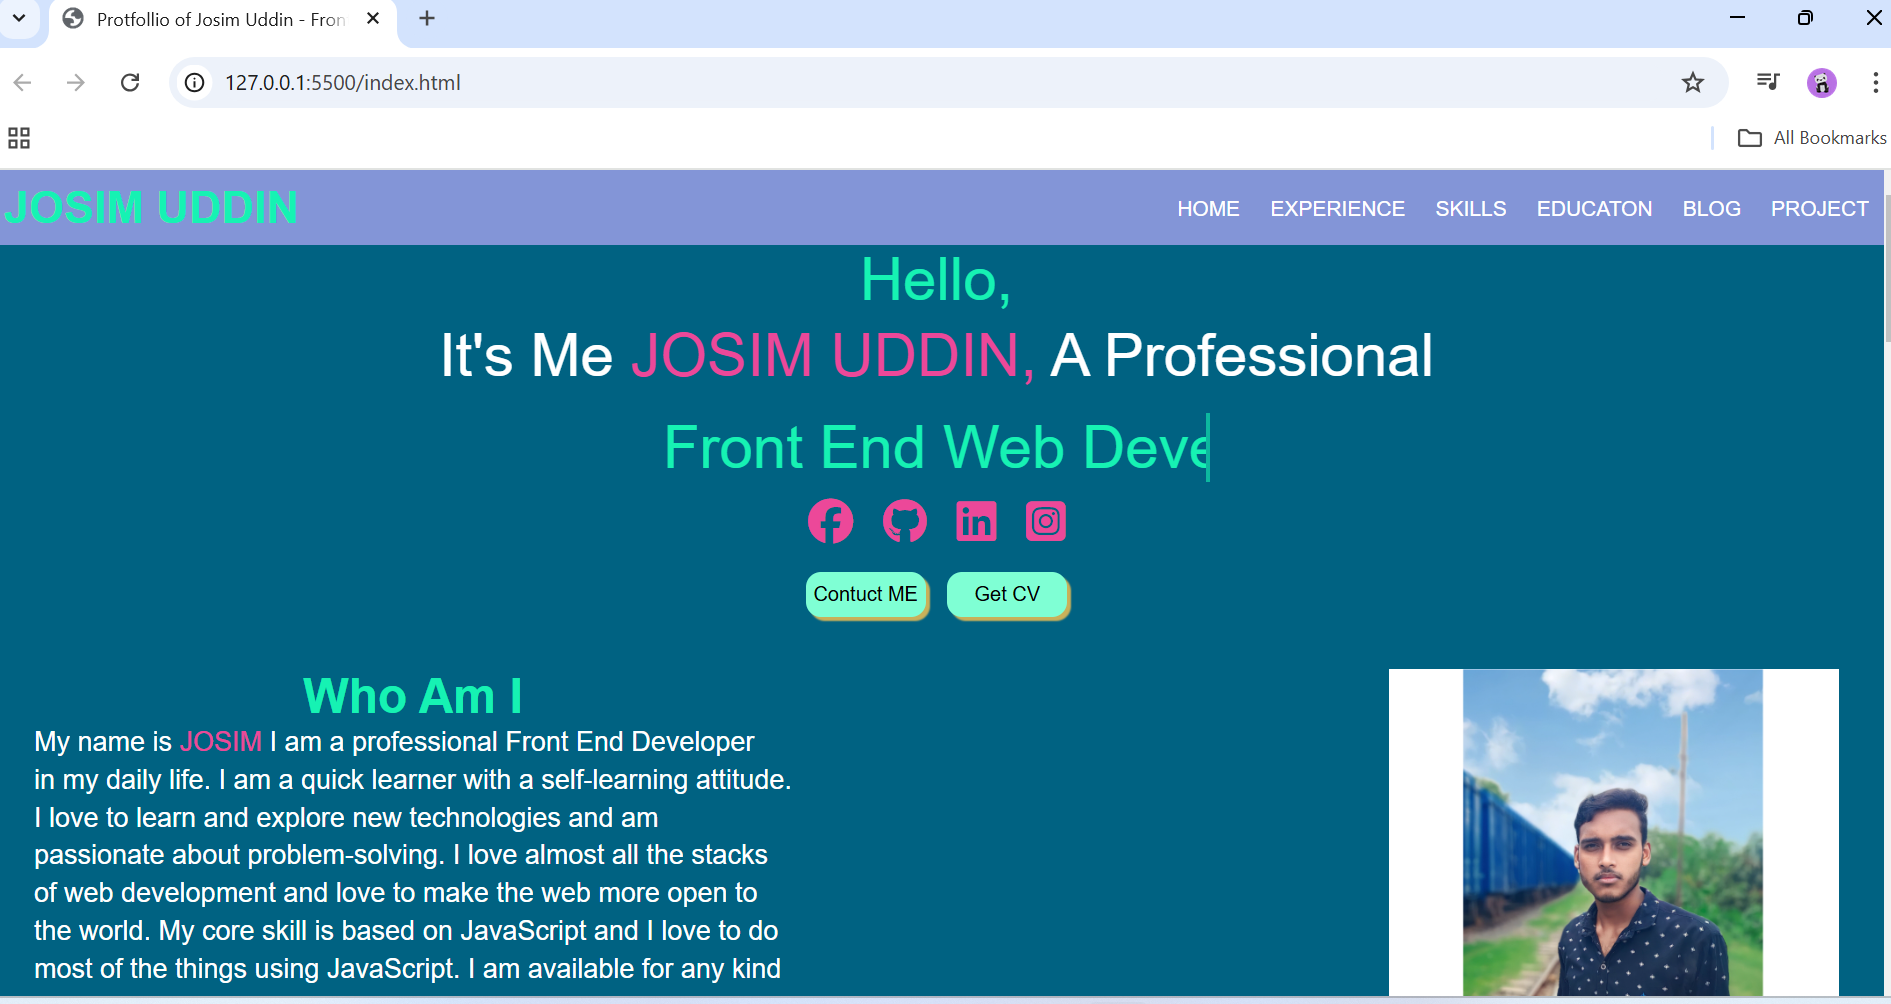 Protfollio of Josim Uddin - Fron
127.0.0.1:5500/index.html
All Bookmarks
JOSIM UDDIN
HOME EXPERIENCE SKILLS EDUCATON BLOG PROJECT
Hello,
It's Me JOSIM UDDIN, A Professional
Front End Web Deve
Contuct ME Get CV
Who Am I
My name is JOSIM I am a professional Front End Developer
in my daily life. I am a quick learner with a self-learning attitude.
I love to learn and explore new technologies and am
passionate about problem-solving. I love almost all the stacks
of web development and love to make the web more open to
the world. My core skill is based on JavaScript and I love to do
most of the things using JavaScript. I am available for any kind